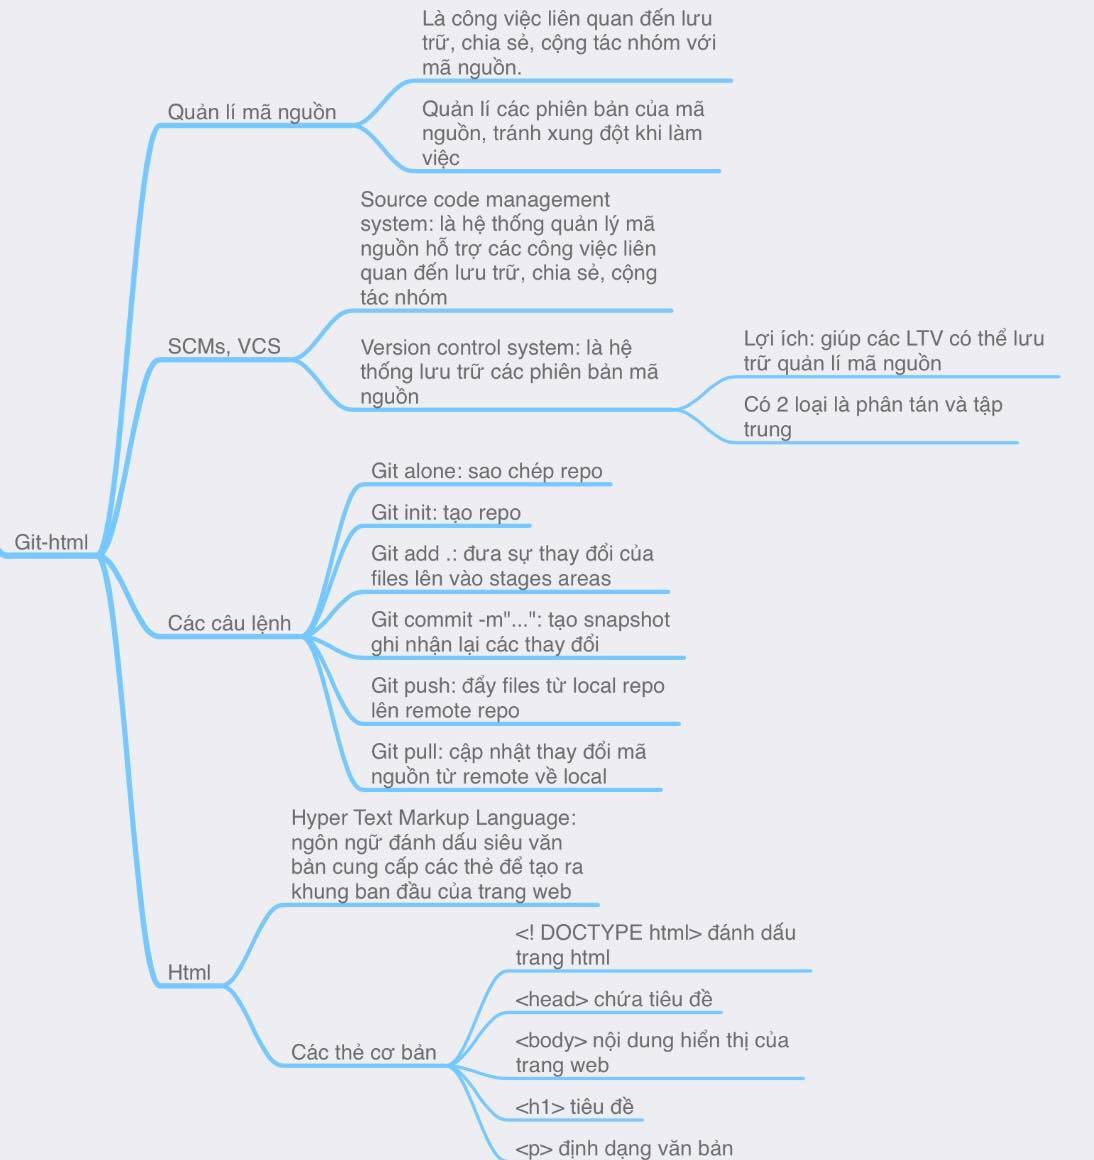 Là công việc liên quan đến lưu
trữ, chia sẻ, cộng tác nhóm với
mã nguồn.
Quản lí mã nguồn
Quản lí các phiên bản của mã
nguồn, tránh xung đột khi làm
việc
Source code management
system: là hệ thống quản lý mã
nguồn hỗ trợ các công việc liên
quan đến lưu trữ, chia sẻ, cộng
tác nhóm
SCMs, VCS
Version control system: là hệ
thống lưu trữ các phiên bản mã
nguồn
Lợi ích: giúp các LTV có thể lưu
trữ quản lí mã nguồn
Có 2 loại là phân tán và tập
trung
Git-html
Các câu lệnh
Git alone: sao chép repo
Git init: tạo repo
Git add .: đưa sự thay đổi của
files lên vào stages areas
Git commit -m"...": tạo snapshot
ghi nhận lại các thay đổi
Git push: đẩy files từ local repo
lên remote repo
Git pull: cập nhật thay đổi mã
nguồn từ remote về local
Hyper Text Markup Language:
ngôn ngữ đánh dấu siêu văn
bản cung cấp các thẻ để tạo ra
khung ban đầu của trang web
Html
Các thẻ cơ bản
<! DOCTYPE html> đánh dấu
trang html
<head> chứa tiêu đề
<body> nội dung hiển thị của
trang web
<h1> tiêu đề
<p> định dạng văn bản